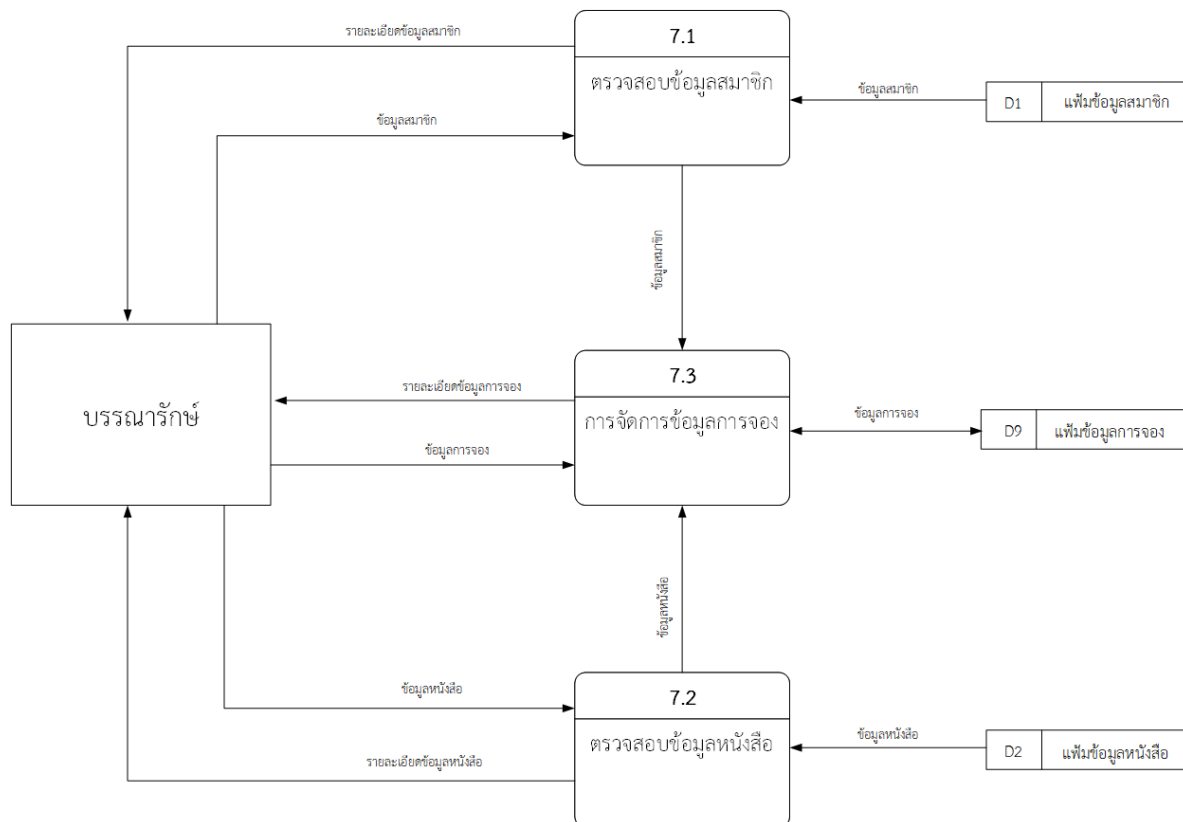 รายละเอียดข้อมูลสมาชิก
7.1
ตรวจสอบข้อมูลสมาชิก
ข้อมูลสมาชิก
D1
แฟ้มข้อมูลสมาชิก
ข้อมูลสมาชิก
ข้อมูลสมาชิก
บรรณารักษ์
รายละเอียดข้อมูลการจอง
7.3
การจัดการข้อมูลการจอง
ข้อมูลการจอง
D9
แฟ้มข้อมูลการจอง
ข้อมูลการจอง
ข้อมูลหนังสือ
ข้อมูลหนังสือ
7.2
ตรวจสอบข้อมูลหนังสือ
ข้อมูลหนังสือ
D2
แฟ้มข้อมูลหนังสือ
รายละเอียดข้อมูลหนังสือ